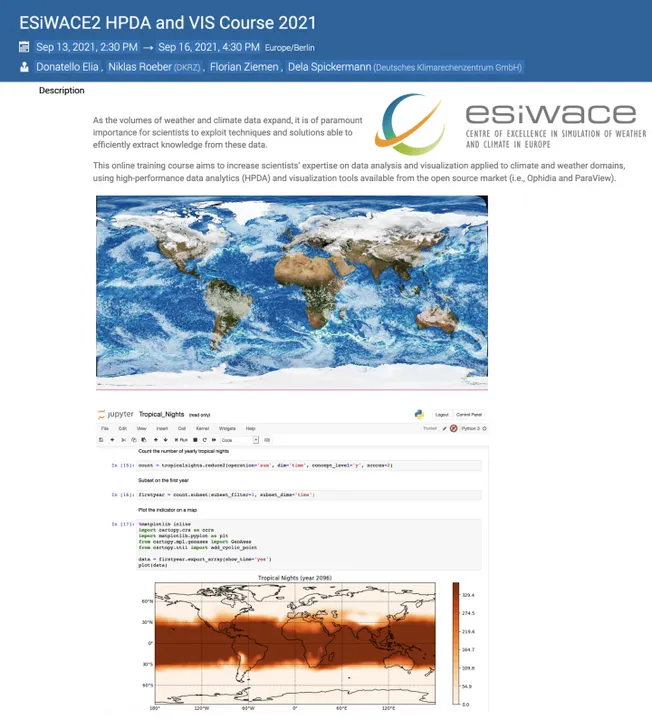 ESiWACE2 HPDA and VIS Course 2021
Sep 13, 2021, 2:30 PM → Sep 16, 2021, 4:30 PM Europe/Berlin
Donatello Elia , Niklas Roeber (DKRZ) , Florian Ziemen , Dela Spickermann (Deutsches Klimarechenzentrum GmbH)
Description
As the volumes of weather and climate data expand, it is of paramount
importance for scientists to exploit techniques and solutions able to
efficiently extract knowledge from these data.
esiwace
CENTRE OF EXCELLENCE IN SIMULATION OF WEATHER
AND CLIMATE IN EUROPE
This online training course aims to increase scientists' expertise on data analysis and visualization applied to climate and weather domains,
using high-performance data analytics (HPDA) and visualization tools available from the open source market (i.e., Ophidia and ParaView).
jupyter Tropical_Nights (read only)
Logout Control Panel
File Edit View Insert Cell Kernel Widgets Help
Trusted Python 3
Run Code
Count the number of yearly tropical nights
In [15]: count = tropicalnights.reduce2(operation='sum', dim='time', concept_level='y', ncores=2)
Subset on the first year
In [16]: firstyear = count.subset(subset_filter=1, subset_dims='time')
Plot the indicator on a map
In [17]: %matplotlib inline
import cartopy.crs as ccrs
import matplotlib.pyplot as plt
from cartopy.mpl.geoaxes import GeoAxes
from cartopy.util import add_cyclic_point
data = firstyear.export_array(show_time='yes')
plot(data)
Tropical Nights (year 2096)
60°N
30°N
0°
30°S
60°S
180° 120°W 60°W 0° 60°E 120°E
329.4
274.5
219.6
164.7
109.8
54.9
0.0